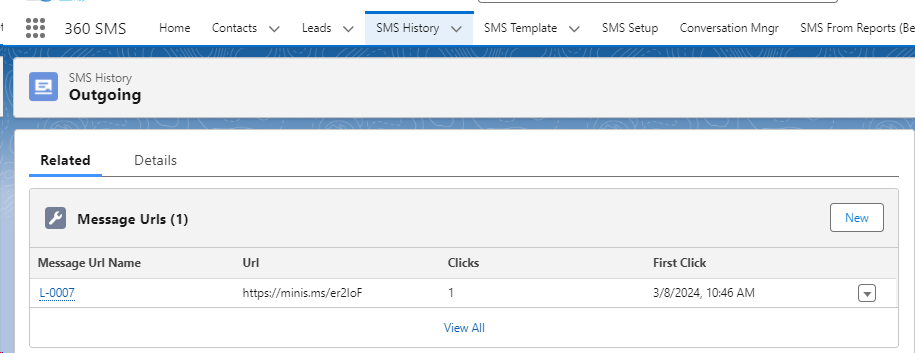 360 SMS Home Contacts Leads SMS History SMS Template SMS Setup Conversation Mngr SMS From Reports (Be
SMS History
Outgoing
Related Details
Message Urls (1) New
Message Url Name Url Clicks First Click
L-0007 https://minis.ms/er2IoF 1 3/8/2024, 10:46 AM
View All